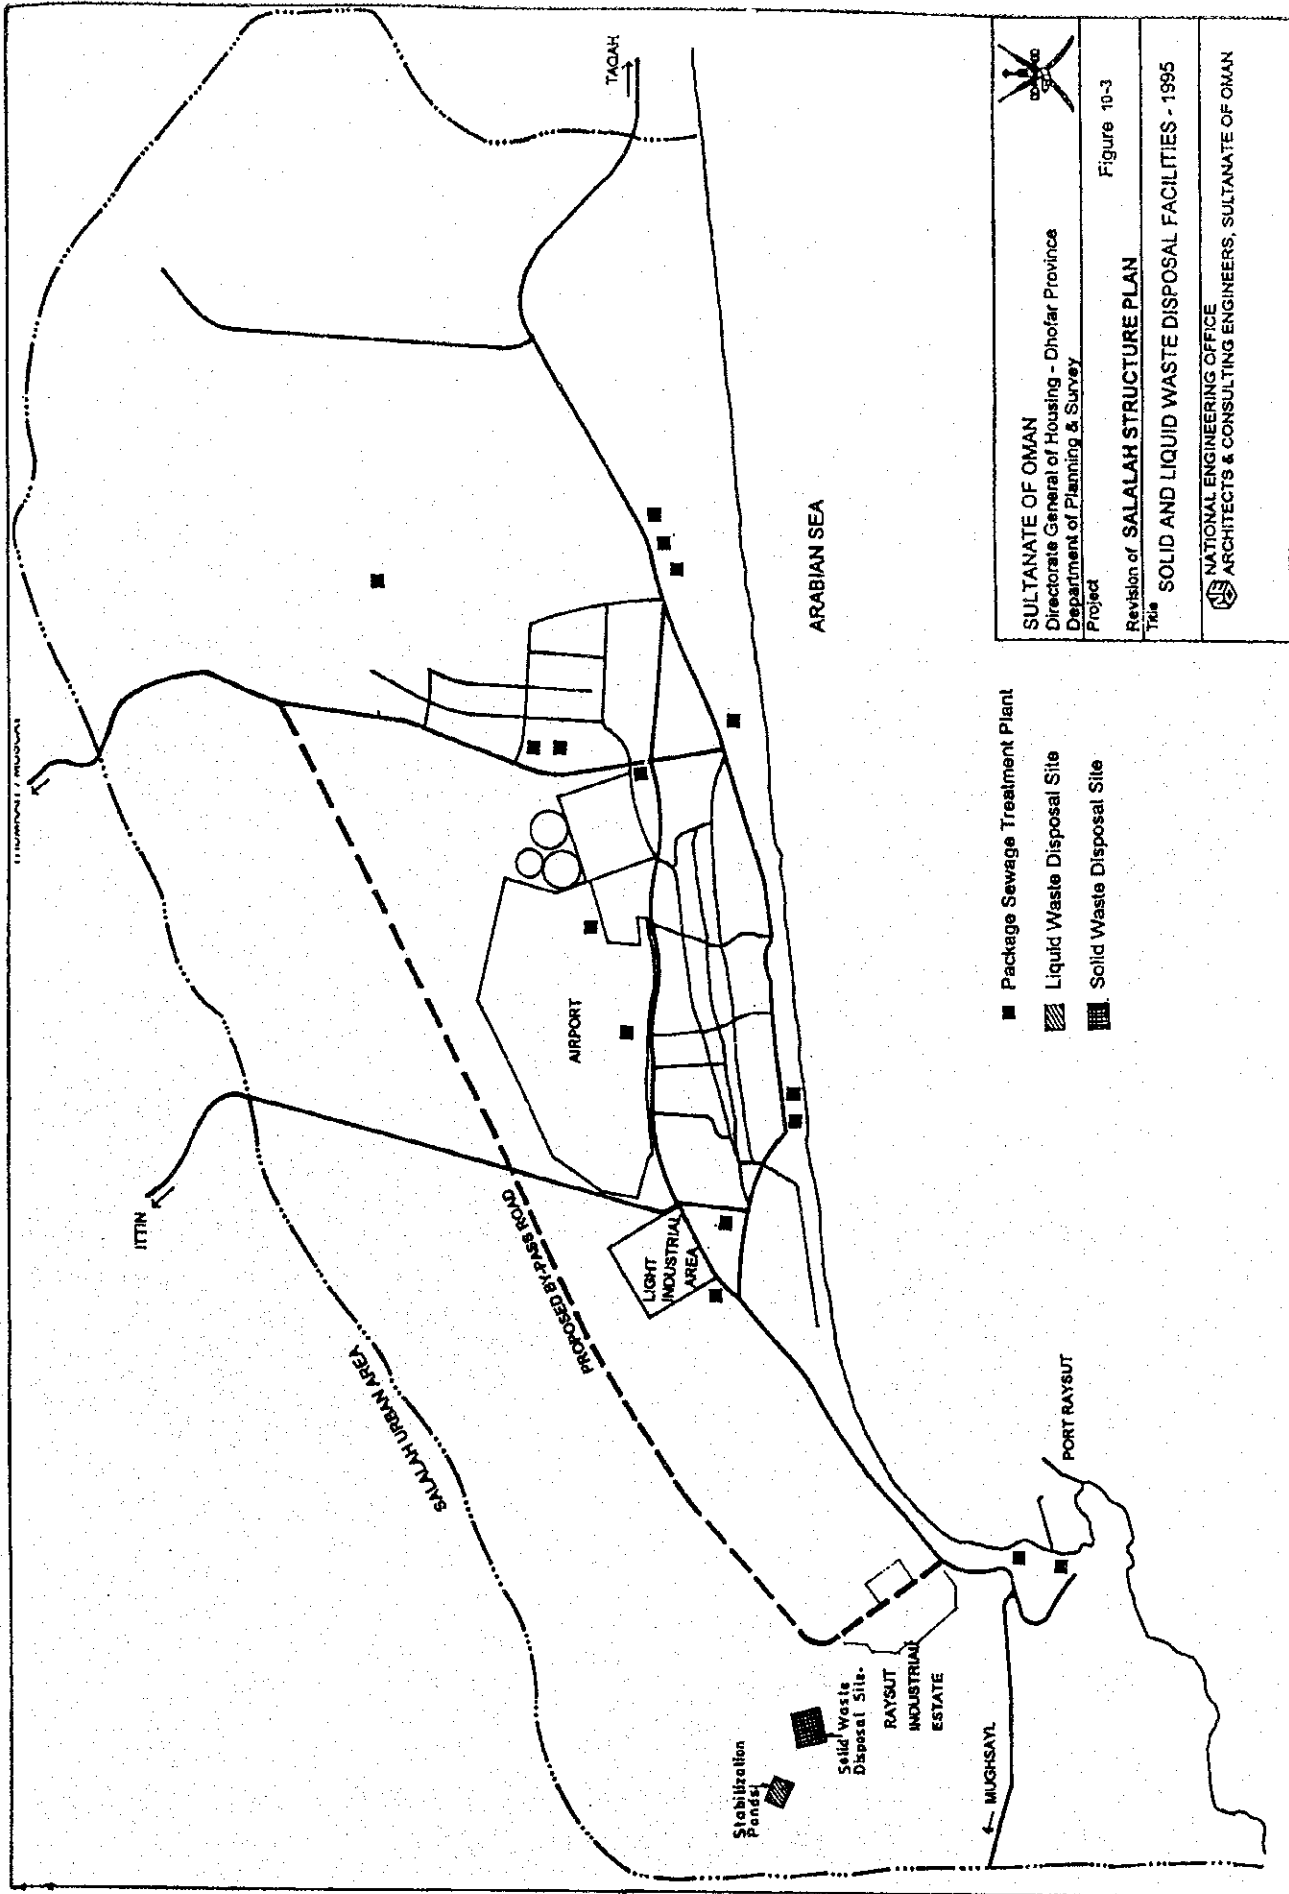 ITTIN
TAQAH
SALALAH URBAN AREA
PROPOSED BY-PASS ROAD
AIRPORT
LIGHT
INDUSTRIAL
AREA
ARABIAN SEA
Stabilization
Ponds
Solid Waste
Disposal Site
RAYSUT
INDUSTRIAL
ESTATE
MUGHSAYL
PORT RAYSUT
Package Sewage Treatment Plant
Liquid Waste Disposal Site
Solid Waste Disposal Site
SULTANATE OF OMAN
Directorate General of Housing - Dhofar Province
Department of Planning & Survey
Project
Figure 10-3
Revision of SALALAH STRUCTURE PLAN
Title
SOLID AND LIQUID WASTE DISPOSAL FACILITIES - 1995
NATIONAL ENGINEERING OFFICE
ARCHITECTS & CONSULTING ENGINEERS, SULTANATE OF OMAN